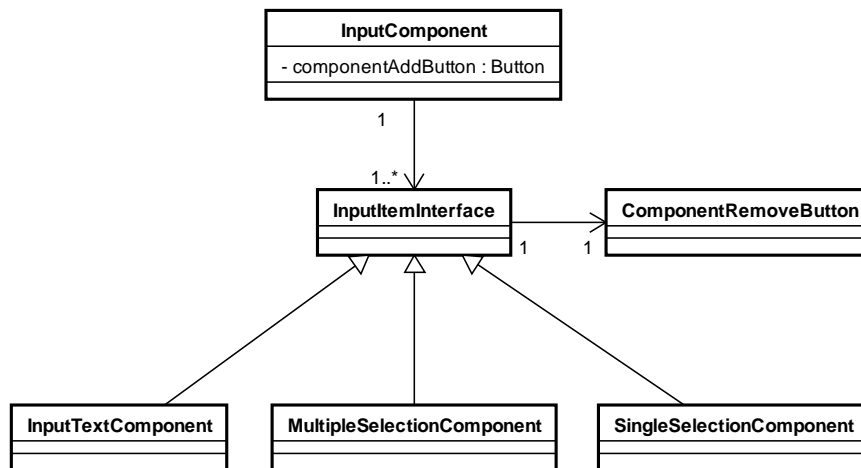 InputComponent
- componentAddButton : Button
1
1..*
InputItemInterface
ComponentRemoveButton
1
1
InputTextComponent
MultipleSelectionComponent
SingleSelectionComponent